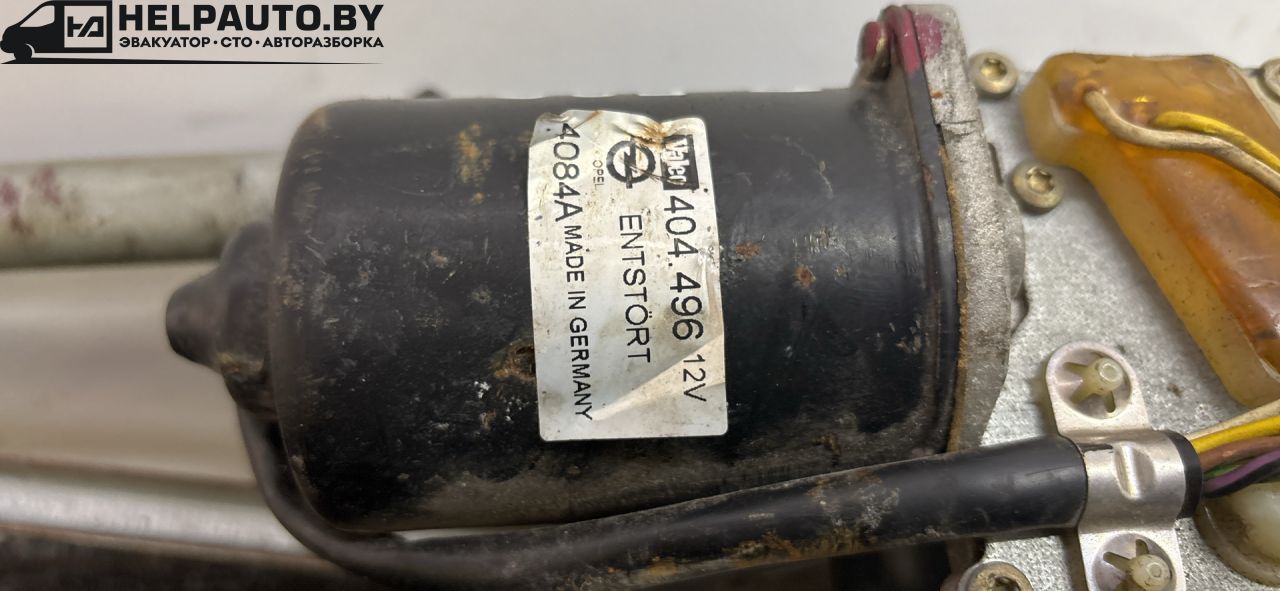 HELPAUTO.BY
ЭВАКУАТОР · СТО · АВТОРАЗБОРКА
Valeo 404.496 12V
OPEL ENTSTÖRT
4084A MADE IN GERMANY